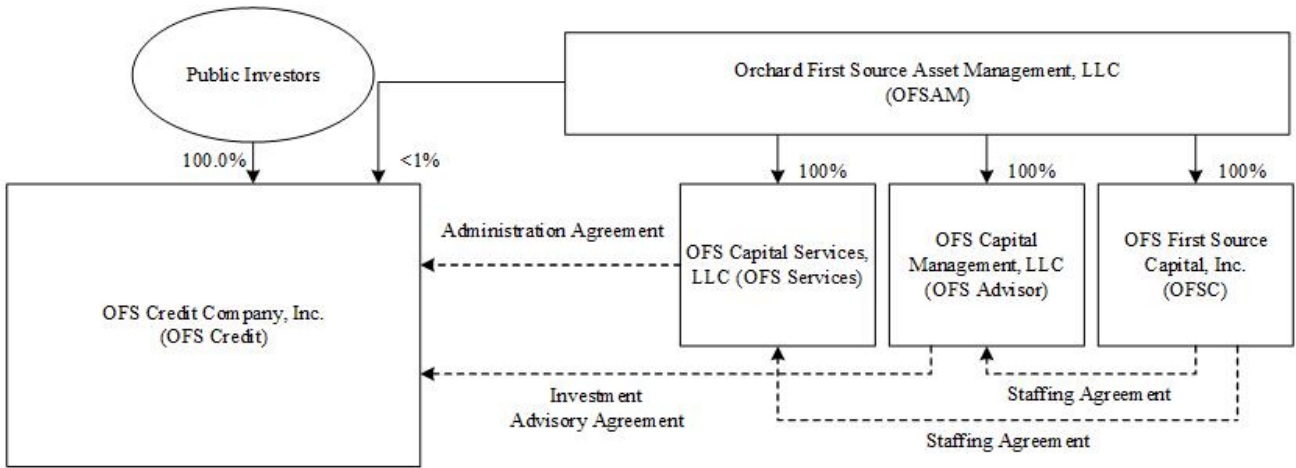 Public Investors
Orchard First Source Asset Management, LLC
(OFSAM)
100.0%
<1%
100%
100%
100%
Administration Agreement
OFS Capital Services,
LLC (OFS Services)
OFS Capital
Management, LLC
(OFS Advisor)
OFS First Source
Capital, Inc.
(OFSC)
OFS Credit Company, Inc.
(OFS Credit)
Investment
Advisory Agreement
Staffing Agreement
Staffing Agreement